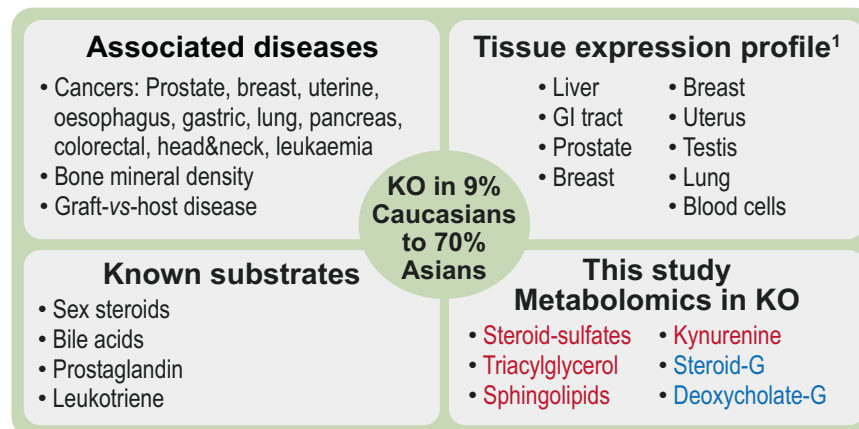 Associated diseases
• Cancers: Prostate, breast, uterine,
oesophagus, gastric, lung, pancreas,
colorectal, head&neck, leukaemia
• Bone mineral density
• Graft-vs-host disease
Tissue expression profile¹
• Liver
• GI tract
• Prostate
• Breast
• Breast
• Uterus
• Testis
• Lung
• Blood cells
KO in 9%
Caucasians
to 70%
Asians
Known substrates
• Sex steroids
• Bile acids
• Prostaglandin
• Leukotriene
This study
Metabolomics in KO
• Steroid-sulfates
• Triacylglycerol
• Sphingolipids
• Kynurenine
• Steroid-G
• Deoxycholate-G